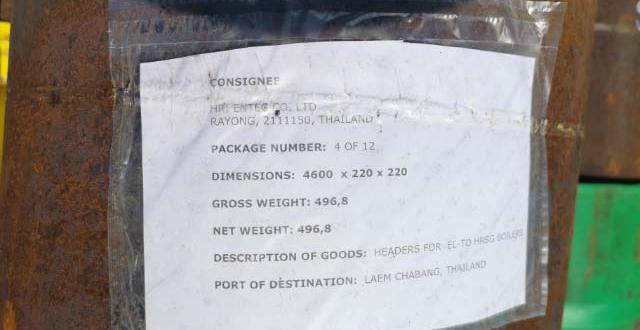 CONSIGNEE
CO. LTD
RAYONG, 2111150, THAILAND
PACKAGE NUMBER: 4 OF 12
DIMENSIONS: 4600 x 220 x 220
GROSS WEIGHT: 496,8
NET WEIGHT: 496,8
DESCRIPTION OF GOODS: HEADERS FOR EL-TO HRSG BOILERS
PORT OF DESTINATION: LAEM CHABANG, THAILAND